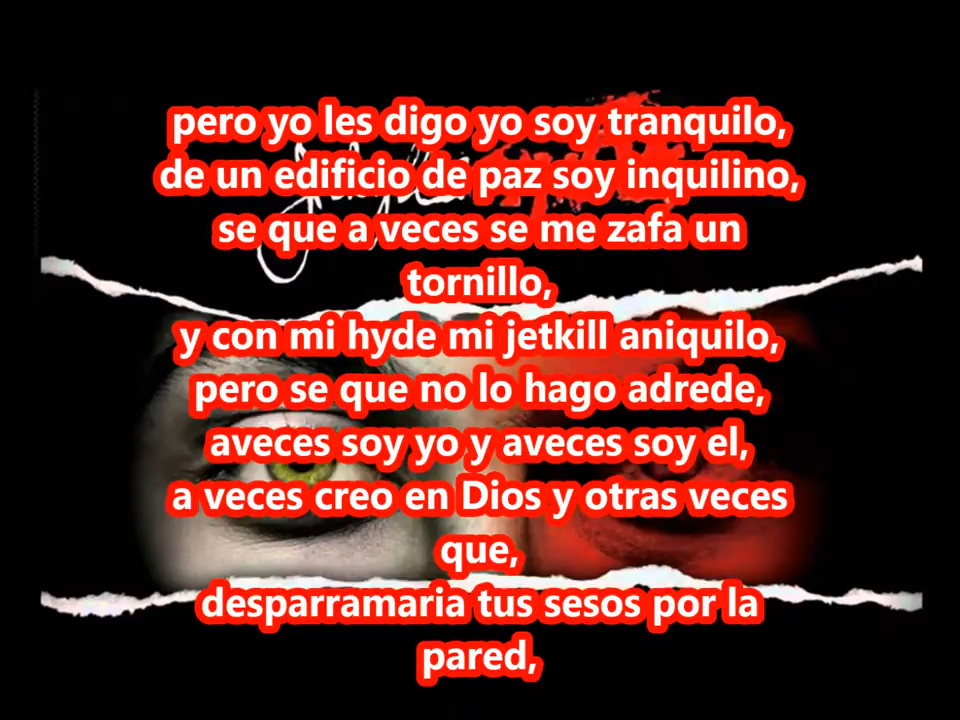 pero yo les digo yo soy tranquilo,
de un edificio de paz soy inquilino,
se que a veces se me zafa un
tornillo,
y con mi hyde mi jetkill aniquilo,
pero se que no lo hago adrede,
aveces soy yo y aveces soy el,
a veces creo en Dios y otras veces
que,
desparramaria tus sesos por la
pared,